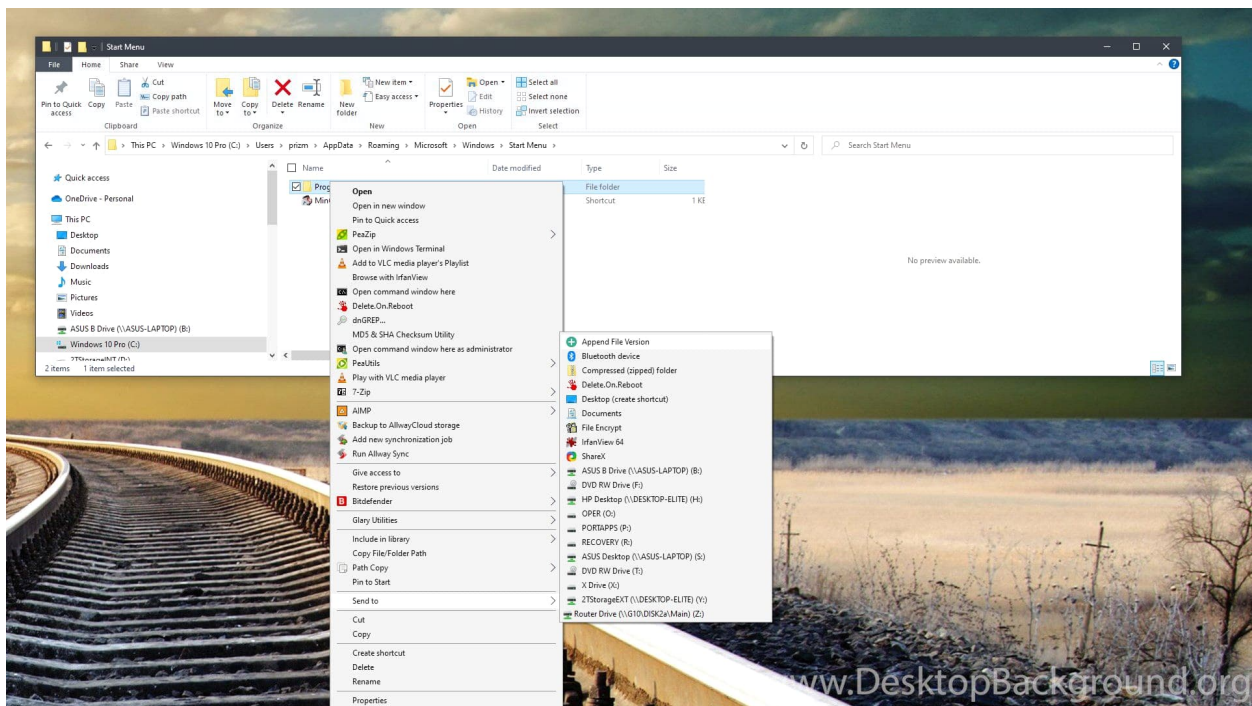 Start Menu
File Home Share View
Pin to Quick access
Copy
Paste
Cut
Copy path
Paste shortcut
Clipboard
Move to
Copy to
Delete
Rename
Organize
New folder
New item
Easy access
New
Properties
Open
Edit
History
Open
Select all
Select none
Invert selection
Select
This PC Windows 10 Pro (C:) Users prizm AppData Roaming Microsoft Windows Start Menu
Search Start Menu
Quick access
OneDrive - Personal
This PC
Desktop
Documents
Downloads
Music
Pictures
Videos
ASUS B Drive (\\ASUS-LAPTOP) (B:)
Windows 10 Pro (C:)
2TStorageINT (D:)
2 items 1 item selected
Name Date modified Type Size
Prog File folder
Min Shortcut 1 KE
No preview available.
Open
Open in new window
Pin to Quick access
PeaZip
Open in Windows Terminal
Add to VLC media player's Playlist
Browse with IrfanView
Open command window here
Delete.On.Reboot
dnGREP...
MD5 & SHA Checksum Utility
Open command window here as administrator
PeaUtils
Play with VLC media player
7-Zip
AIMP
Backup to AllwayCloud storage
Add new synchronization job
Run Allway Sync
Give access to
Restore previous versions
Bitdefender
Glary Utilities
Include in library
Copy File/Folder Path
Path Copy
Pin to Start
Send to
Cut
Copy
Create shortcut
Delete
Rename
Properties
Append File Version
Bluetooth device
Compressed (zipped) folder
Delete.On.Reboot
Desktop (create shortcut)
Documents
File Encrypt
IrfanView 64
ShareX
ASUS B Drive (\\ASUS-LAPTOP) (B:)
DVD RW Drive (F:)
HP Desktop (\\DESKTOP-ELITE) (H:)
OPER (O:)
PORTAPPS (P:)
RECOVERY (R:)
ASUS Desktop (\\ASUS-LAPTOP) (S:)
DVD RW Drive (T:)
X Drive (X:)
2TStorageEXT (\\DESKTOP-ELITE) (Y:)
Router Drive (\\G10\DISK2a\Main) (Z:)
www.DesktopBackground.org